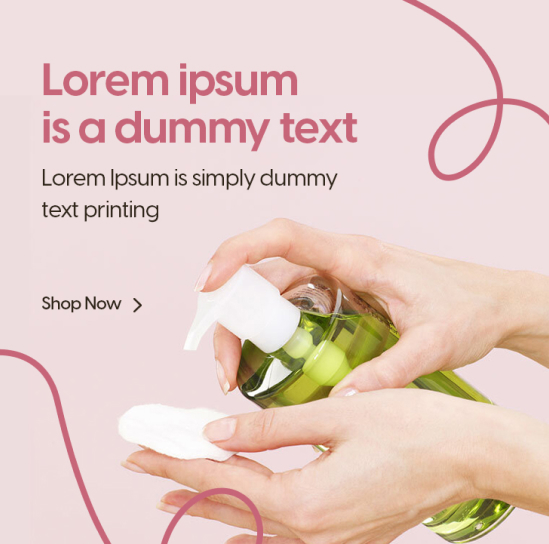 Lorem ipsum
is a dummy text
Lorem Ipsum is simply dummy
text printing
Shop Now